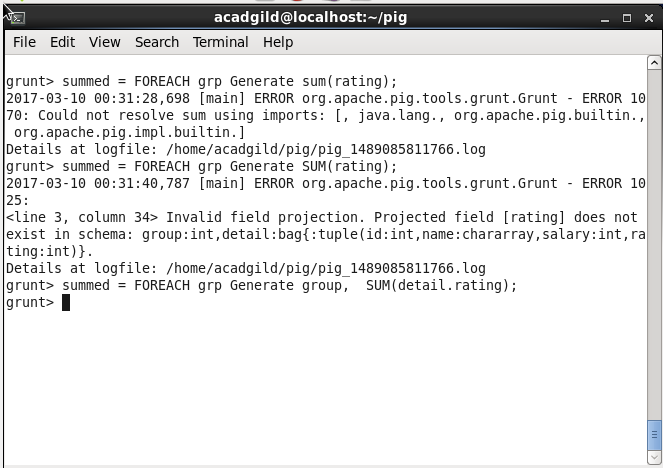 acadgild@localhost:~/pig
File Edit View Search Terminal Help
grunt> summed = FOREACH grp Generate sum(rating);
2017-03-10 00:31:28,698 [main] ERROR org.apache.pig.tools.grunt.Grunt - ERROR 10
70: Could not resolve sum using imports: [, java.lang., org.apache.pig.builtin.,
 org.apache.pig.impl.builtin.]
Details at logfile: /home/acadgild/pig/pig_1489085811766.log
grunt> summed = FOREACH grp Generate SUM(rating);
2017-03-10 00:31:40,787 [main] ERROR org.apache.pig.tools.grunt.Grunt - ERROR 10
25:
<line 3, column 34> Invalid field projection. Projected field [rating] does not
exist in schema: group:int,detail:bag{:tuple(id:int,name:chararray,salary:int,ra
ting:int)}.
Details at logfile: /home/acadgild/pig/pig_1489085811766.log
grunt> summed = FOREACH grp Generate group,  SUM(detail.rating);
grunt>